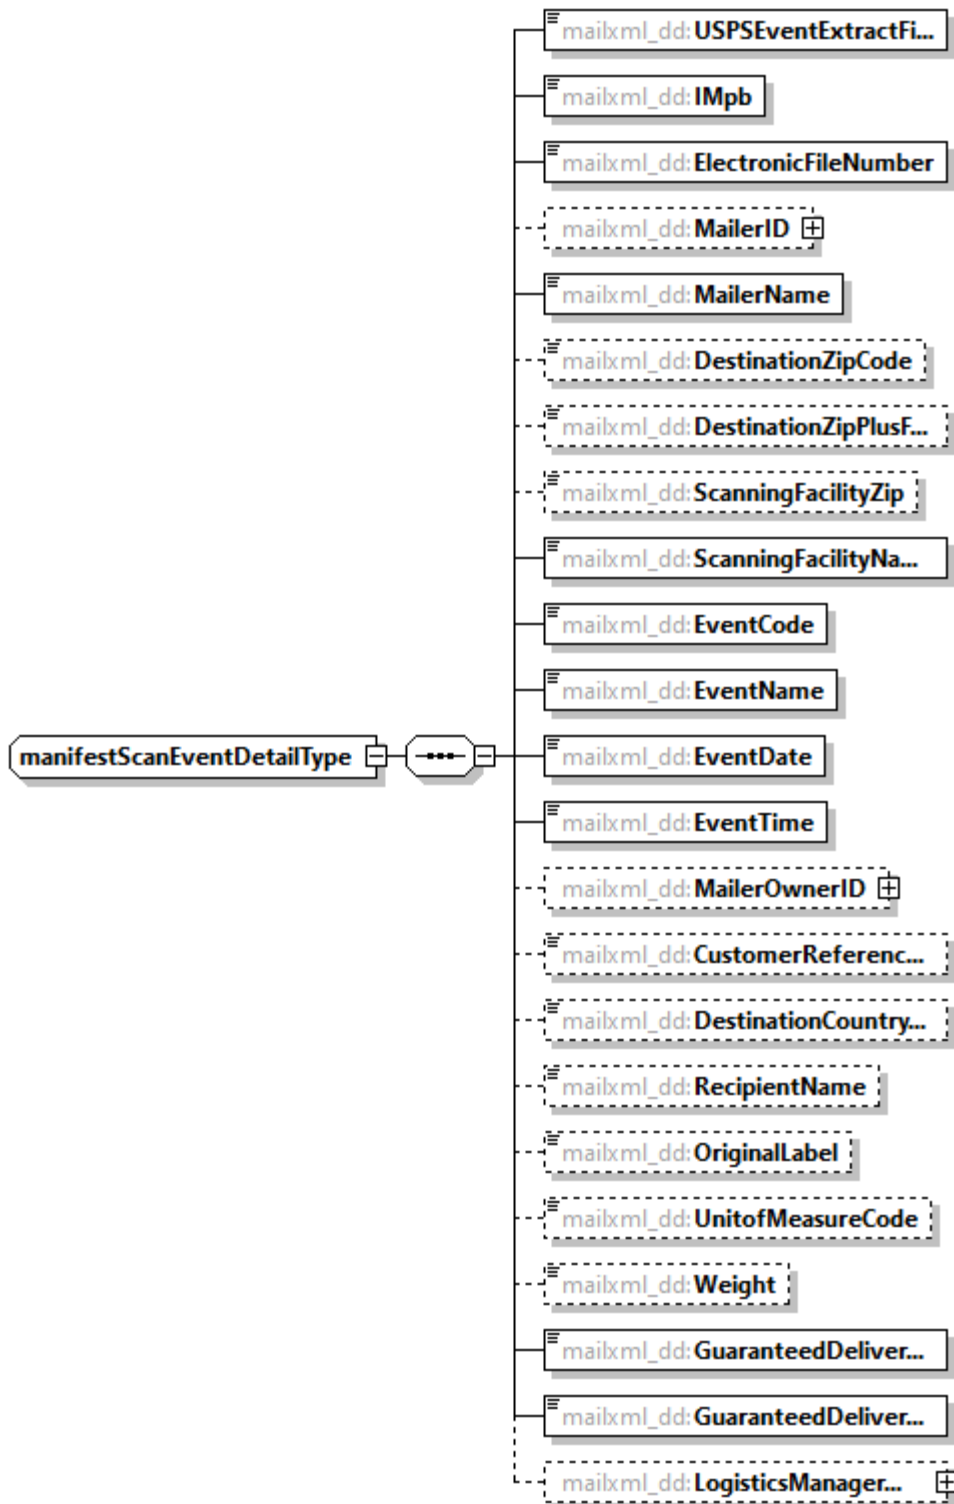 mailxml_dd:USPSEventExtractFi...
mailxml_dd:IMpb
mailxml_dd:ElectronicFileNumber
mailxml_dd:MailerID
mailxml_dd:MailerName
mailxml_dd:DestinationZipCode
mailxml_dd:DestinationZipPlusF...
mailxml_dd:ScanningFacilityZip
mailxml_dd:ScanningFacilityNa...
mailxml_dd:EventCode
mailxml_dd:EventName
manifestScanEventDetailType
mailxml_dd:EventDate
mailxml_dd:EventTime
mailxml_dd:MailerOwnerID
mailxml_dd:CustomerReferenc...
mailxml_dd:DestinationCountry...
mailxml_dd:RecipientName
mailxml_dd:OriginalLabel
mailxml_dd:UnitofMeasureCode
mailxml_dd:Weight
mailxml_dd:GuaranteedDeliver...
mailxml_dd:GuaranteedDeliver...
mailxml_dd:LogisticsManager...